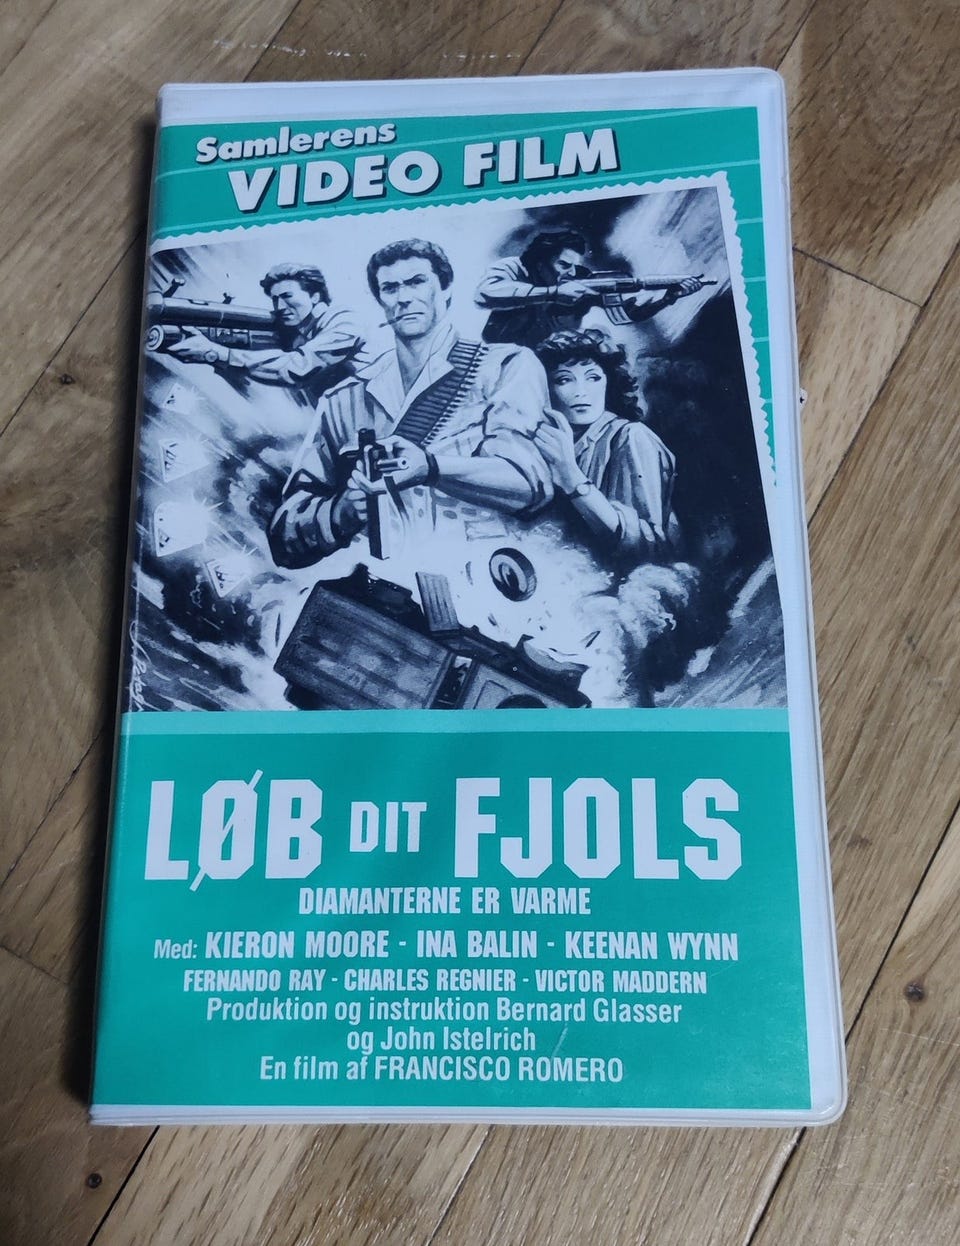 Samlerens
VIDEO FILM
LØB DIT FJOLS
DIAMANTERNE ER VARME
Med: KIERON MOORE - INA BALIN - KEENAN WYNN
FERNANDO RAY - CHARLES REGNIER - VICTOR MADDERN
Produktion og instruktion Bernard Glasser
og John Istelrich
En film af FRANCISCO ROMERO